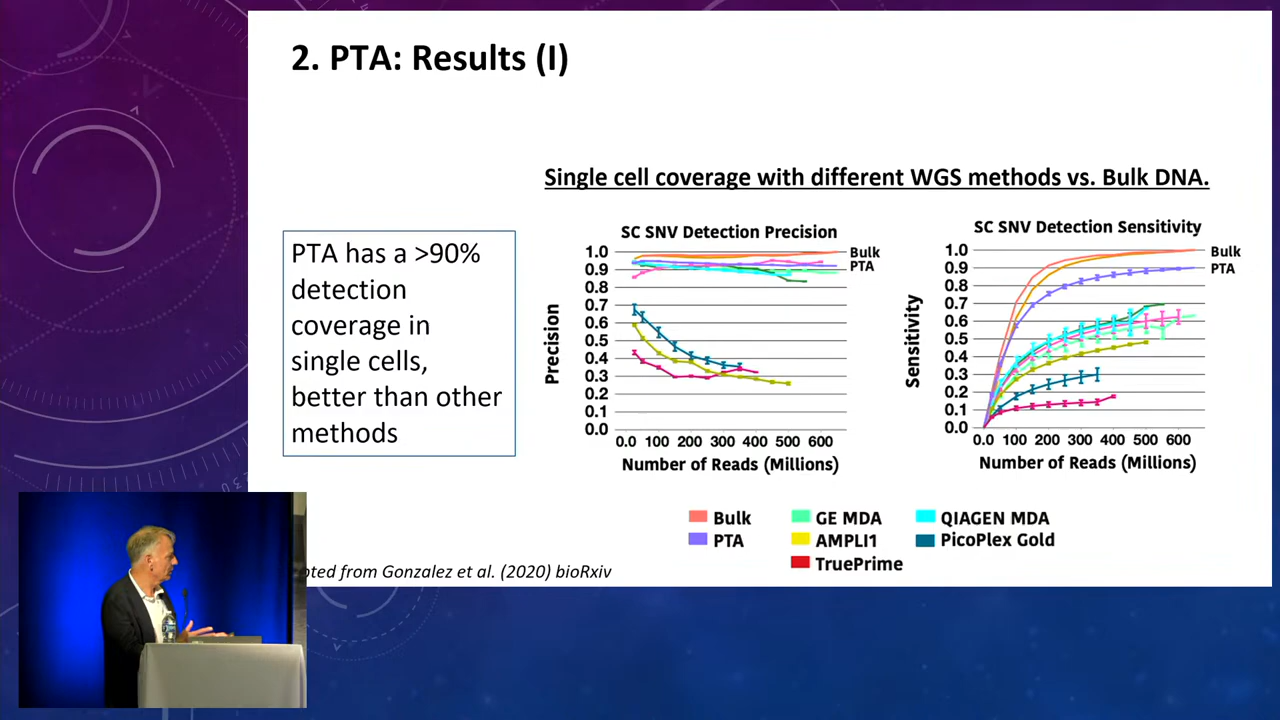 2. PTA: Results (I)
Single cell coverage with different WGS methods vs. Bulk DNA.
PTA has a >90%
detection
coverage in
single cells,
better than other
methods
SC SNV Detection Precision
1.0
0.9
0.8
0.7
0.6
0.5
0.4
0.3
0.2
0.1
0.0
Precision
Bulk
PTA
0.0 100 200 300 400 500 600
Number of Reads (Millions)
SC SNV Detection Sensitivity
1.0
0.9
0.8
0.7
0.6
0.5
0.4
0.3
0.2
0.1
0.0
Sensitivity
Bulk
PTA
0.0 100 200 300 400 500 600
Number of Reads (Millions)
Bulk GE MDA QIAGEN MDA
PTA AMPLI1 PicoPlex Gold
TruePrime
from Gonzalez et al. (2020) bioRxiv